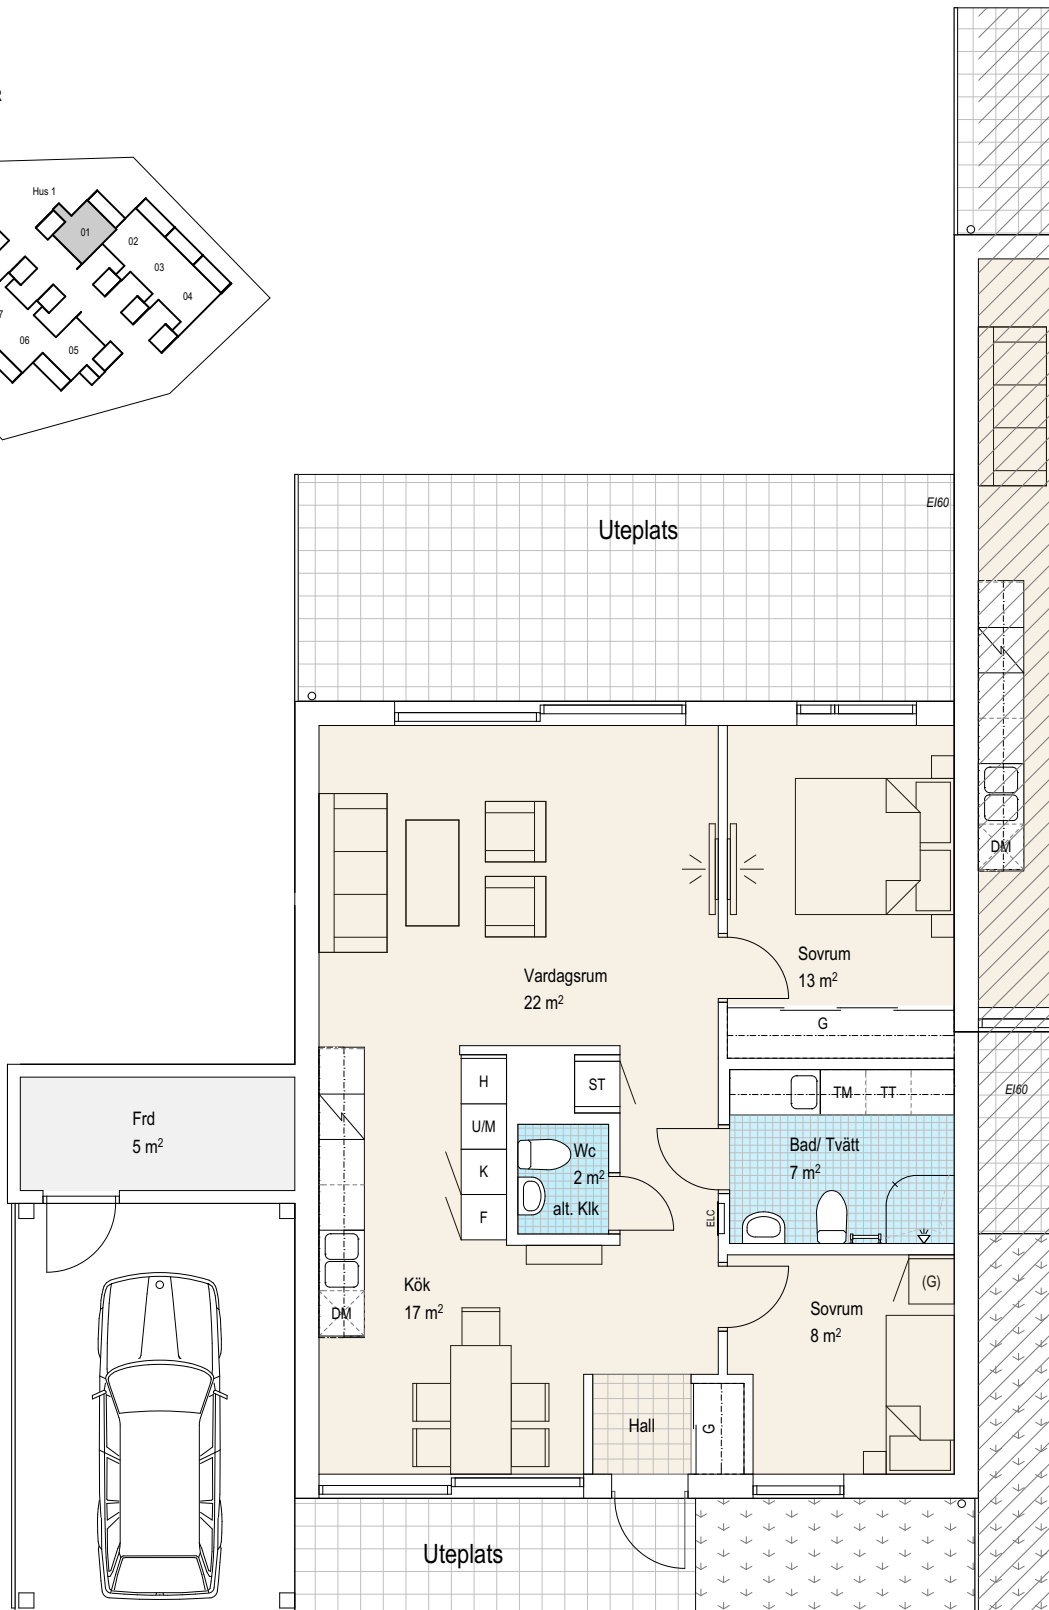 Hus 1
01
02
03
04
7
06
05
EI60
Uteplats
DM
Sovrum
13 m²
Vardagsrum
22 m²
G
H
ST
TM
TT
EI60
Frd
5 m²
U/M
Wc
2 m²
alt. Klk
Bad/ Tvätt
7 m²
K
F
ELC
Kök
17 m²
DM
(G)
Sovrum
8 m²
Hall
G
Uteplats